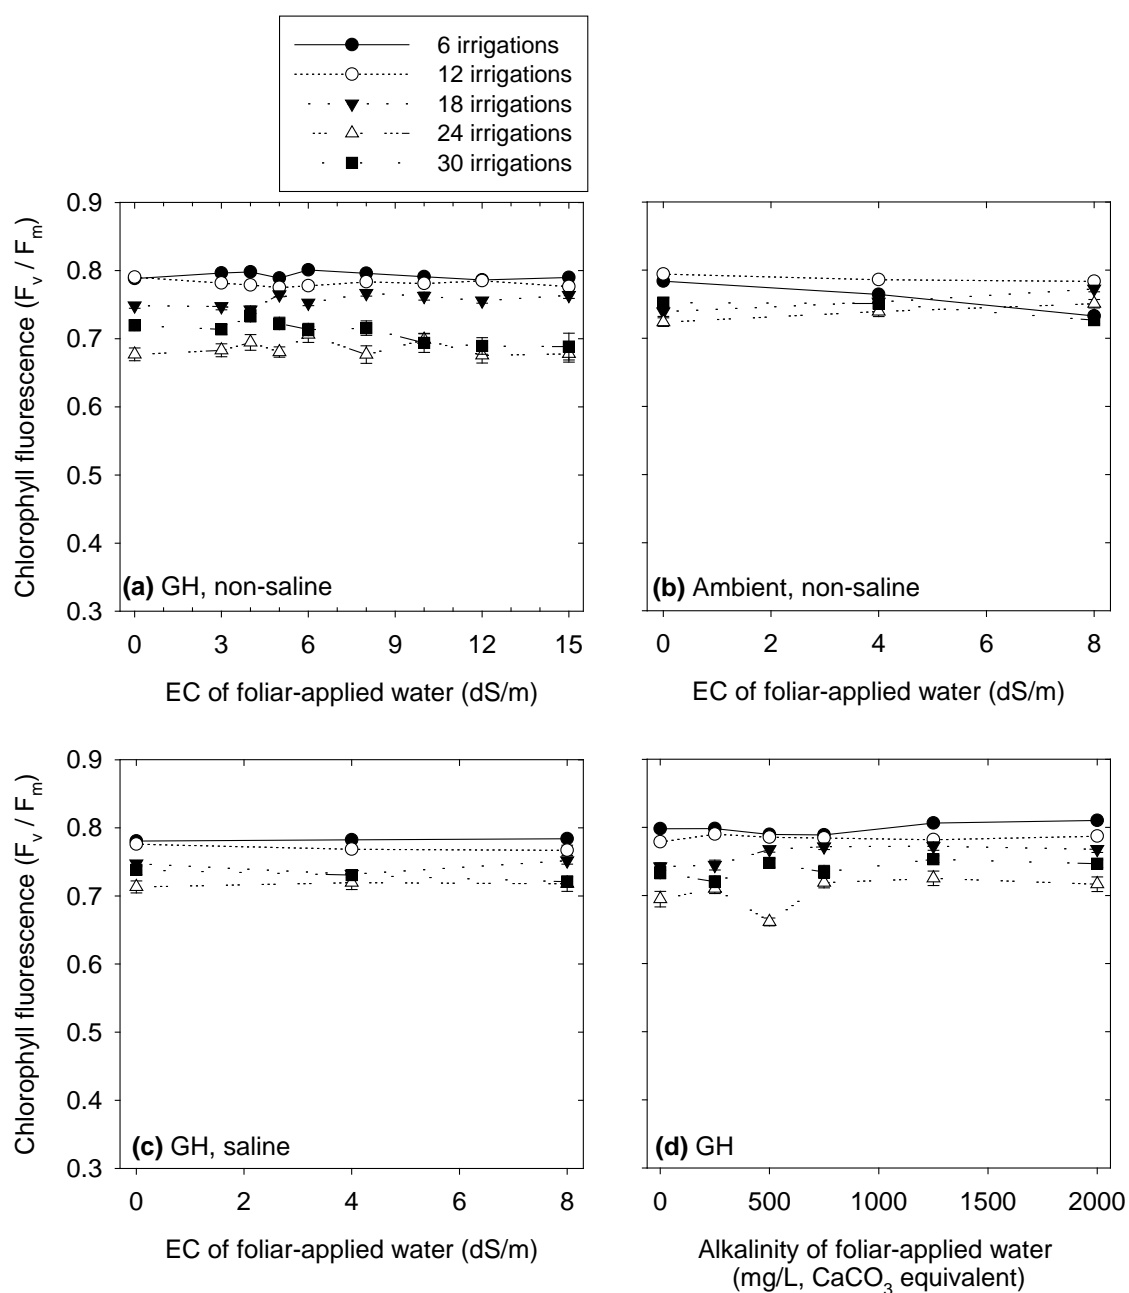 6 irrigations
12 irrigations
18 irrigations
24 irrigations
30 irrigations
Chlorophyll fluorescence (Fv / Fm)
0.9
0.8
0.7
0.6
0.5
0.4
0.3
(a) GH, non-saline
0 3 6 9 12 15
EC of foliar-applied water (dS/m)
(b) Ambient, non-saline
0 2 4 6 8
EC of foliar-applied water (dS/m)
Chlorophyll fluorescence (Fv / Fm)
0.9
0.8
0.7
0.6
0.5
0.4
0.3
(c) GH, saline
0 2 4 6 8
EC of foliar-applied water (dS/m)
(d) GH
0 500 1000 1500 2000
Alkalinity of foliar-applied water
(mg/L, CaCO3 equivalent)